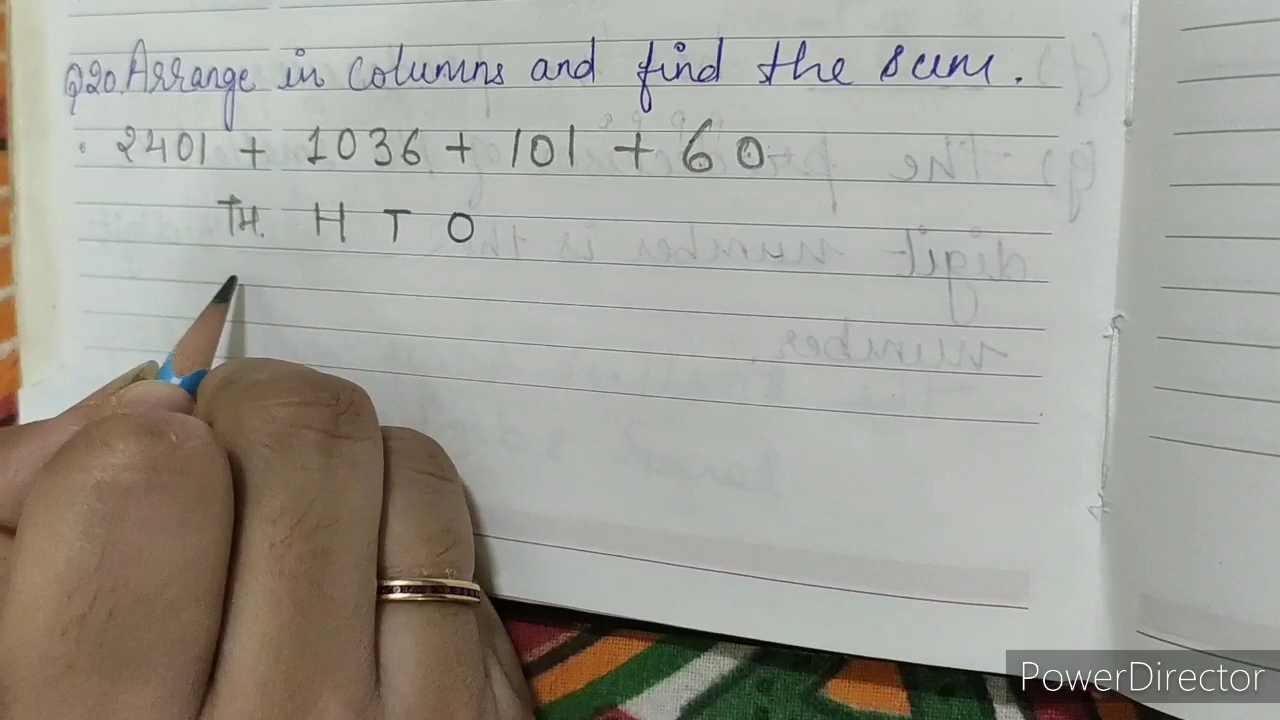 Q20. Arrange in columns and find the sum.
2401 + 1036 + 101 + 60
TH. H T O
PowerDirector